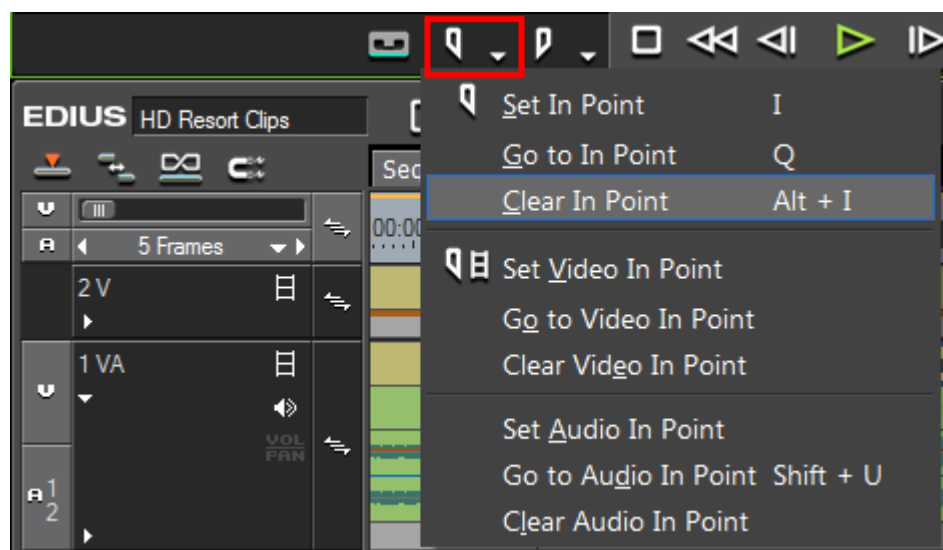 EDIUS HD Resort Clips
Set In Point I
Go to In Point Q
Clear In Point Alt + I
Set Video In Point
Go to Video In Point
Clear Video In Point
Set Audio In Point
Go to Audio In Point Shift + U
Clear Audio In Point
Sec
V
00:00
A
5 Frames
2 V
1 VA
V
VOL
PAN
A 1
2